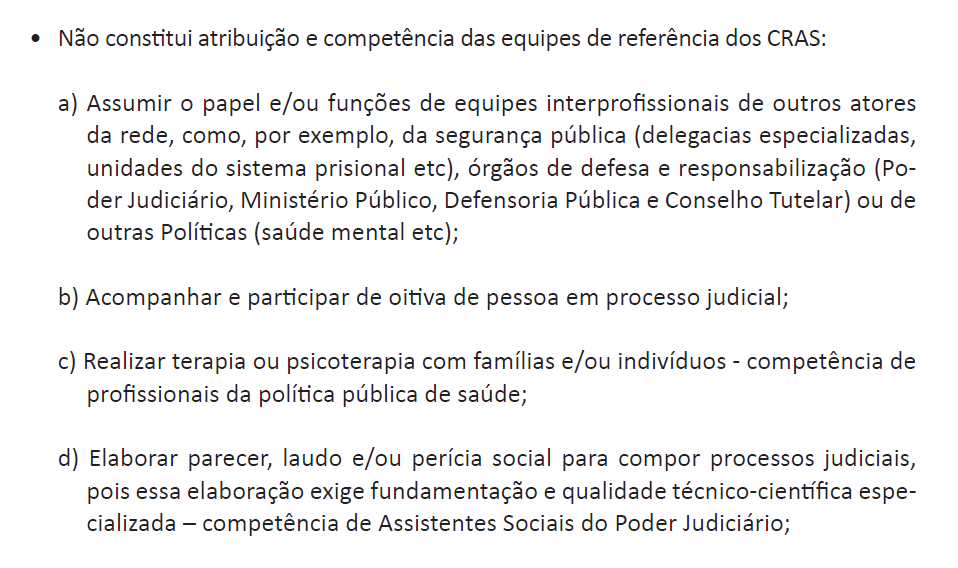 • Não constitui atribuição e competência das equipes de referência dos CRAS:
a) Assumir o papel e/ou funções de equipes interprofissionais de outros atores
da rede, como, por exemplo, da segurança pública (delegacias especializadas,
unidades do sistema prisional etc), órgãos de defesa e responsabilização (Po-
der Judiciário, Ministério Público, Defensoria Pública e Conselho Tutelar) ou de
outras Políticas (saúde mental etc);
b) Acompanhar e participar de oitiva de pessoa em processo judicial;
c) Realizar terapia ou psicoterapia com famílias e/ou indivíduos - competência de
profissionais da política pública de saúde;
d) Elaborar parecer, laudo e/ou perícia social para compor processos judiciais,
pois essa elaboração exige fundamentação e qualidade técnico-científica espe-
cializada – competência de Assistentes Sociais do Poder Judiciário;